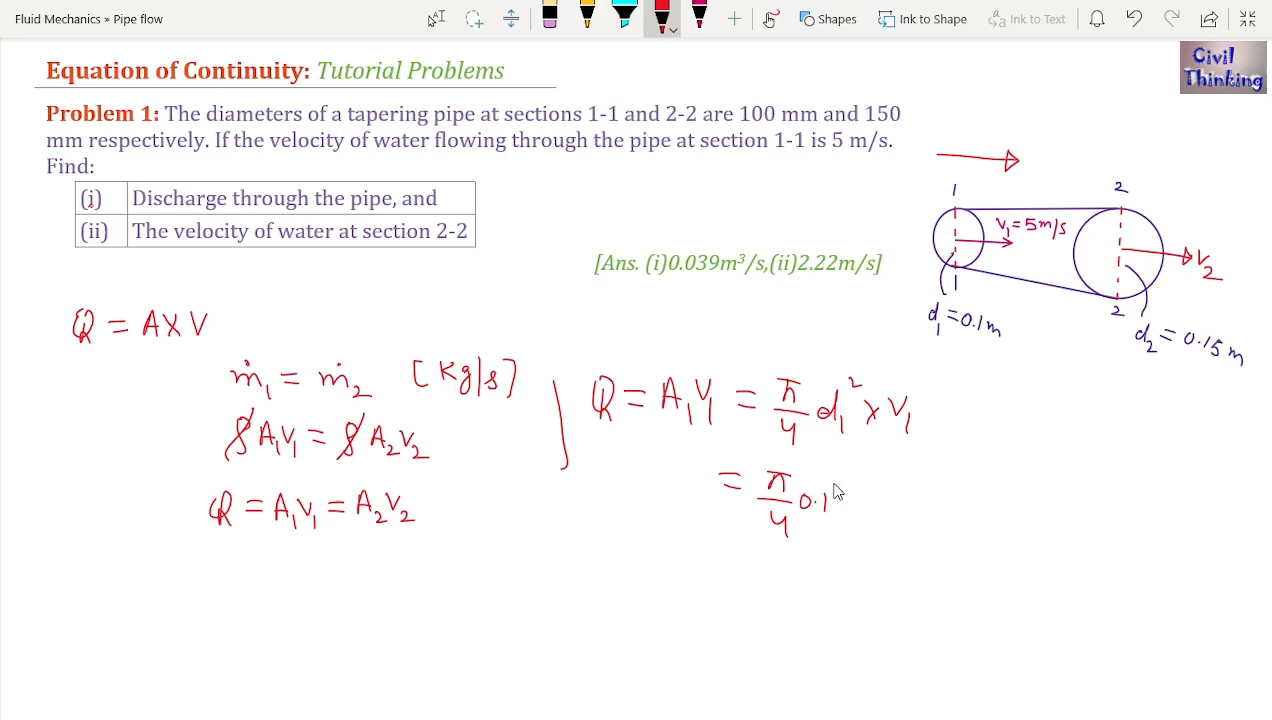 Fluid Mechanics » Pipe flow
Shapes
Ink to Shape
Ink to Text
Equation of Continuity: Tutorial Problems
Civil
Thinking
Problem 1: The diameters of a tapering pipe at sections 1-1 and 2-2 are 100 mm and 150
mm respectively. If the velocity of water flowing through the pipe at section 1-1 is 5 m/s.
Find:
(i) Discharge through the pipe, and
(ii) The velocity of water at section 2-2
[Ans. (i)0.039m³/s,(ii)2.22m/s]
1 2
V₁ = 5m/s
V₂
1 2
d₁ = 0.1m
d₂ = 0.15 m
Q = A X V
ṁ₁ = ṁ₂ [Kg/s]
ρA₁V₁ = ρA₂V₂
Q = A₁V₁ = A₂V₂
Q = A₁V₁ = π/4 d₁² x V₁
= π/4 0.1